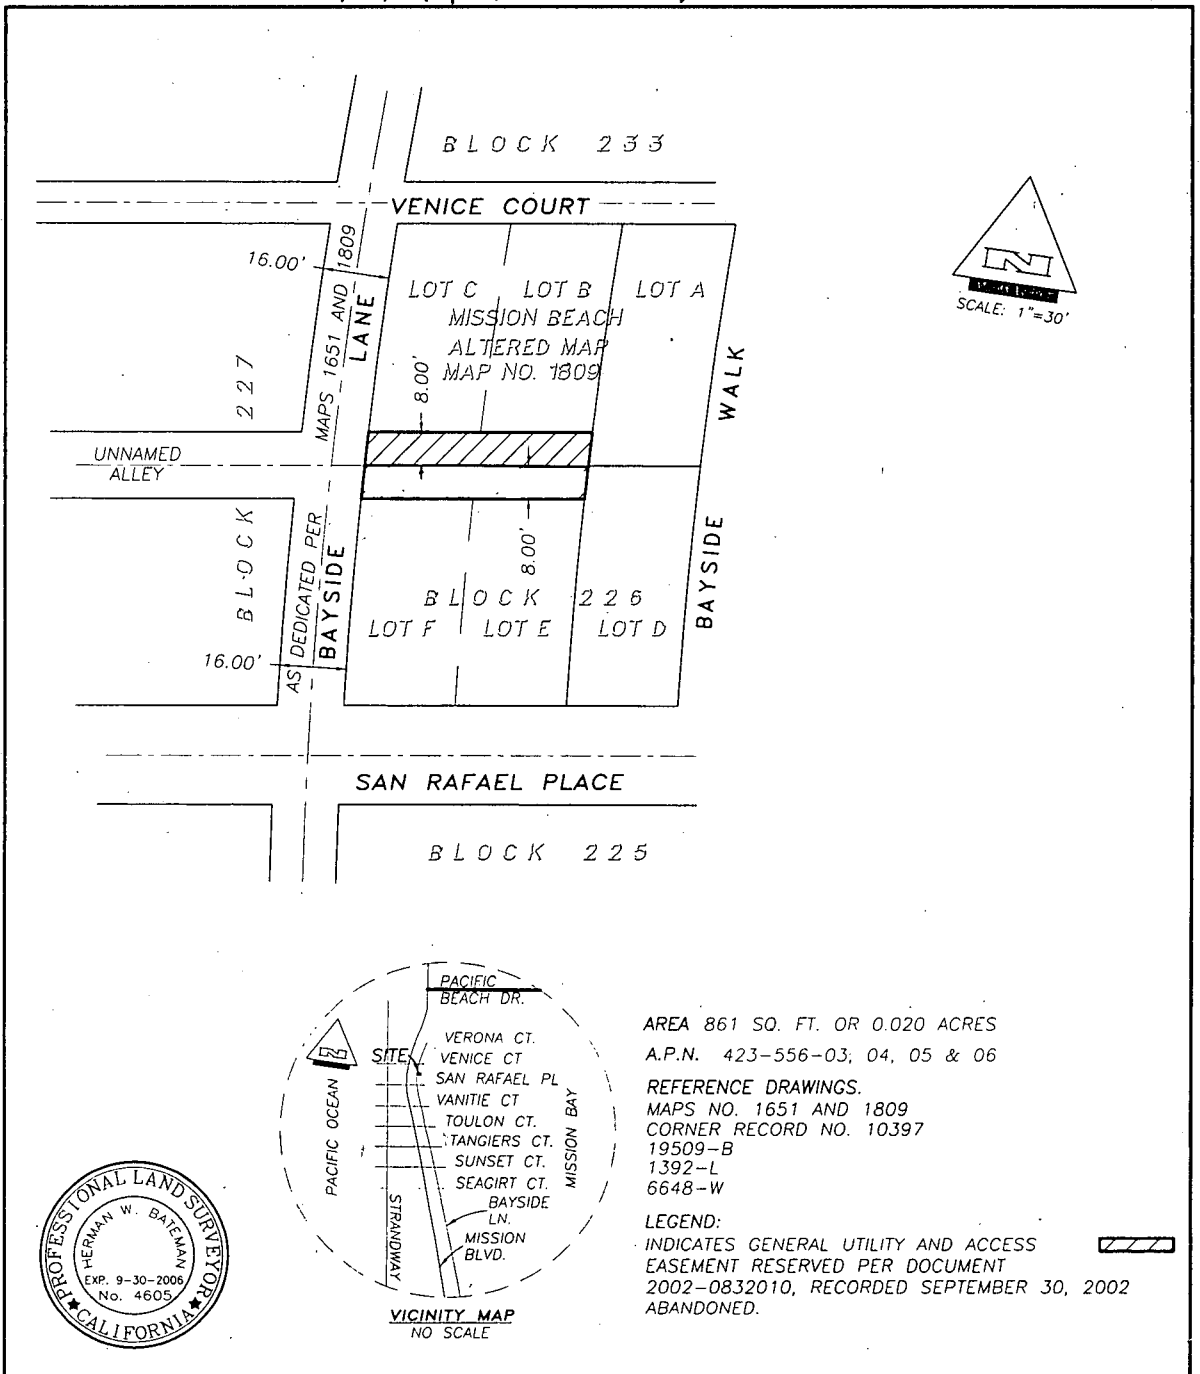 BLOCK 233
VENICE COURT
16.00'
MAPS 1651 AND 1809
LANE
LOT C LOT B LOT A
MISSION BEACH
ALTERED MAP
MAP NO. 1809
8.00'
WALK
BLOCK 227
UNNAMED
ALLEY
8.00'
AS DEDICATED PER
BAYSIDE
BAYSIDE
BLOCK 226
LOT F LOT E LOT D
16.00'
SAN RAFAEL PLACE
BLOCK 225
N
SCALE: 1"=30'
PACIFIC
BEACH DR.
VERONA CT.
SITE
VENICE CT
SAN RAFAEL PL
VANITIE CT
TOULON CT.
TANGIERS CT.
SUNSET CT.
SEAGIRT CT.
BAYSIDE
LN.
MISSION
BLVD.
N
PACIFIC OCEAN
STRANDWAY
MISSION BAY
VICINITY MAP
NO SCALE
AREA 861 SQ. FT. OR 0.020 ACRES
A.P.N. 423-556-03; 04, 05 & 06
REFERENCE DRAWINGS.
MAPS NO. 1651 AND 1809
CORNER RECORD NO. 10397
19509-B
1392-L
6648-W
LEGEND:
INDICATES GENERAL UTILITY AND ACCESS
EASEMENT RESERVED PER DOCUMENT
2002-0832010, RECORDED SEPTEMBER 30, 2002
ABANDONED.
PROFESSIONAL LAND SURVEYOR
HERMAN W. BATEMAN
EXP. 9-30-2006
No. 4605
CALIFORNIA